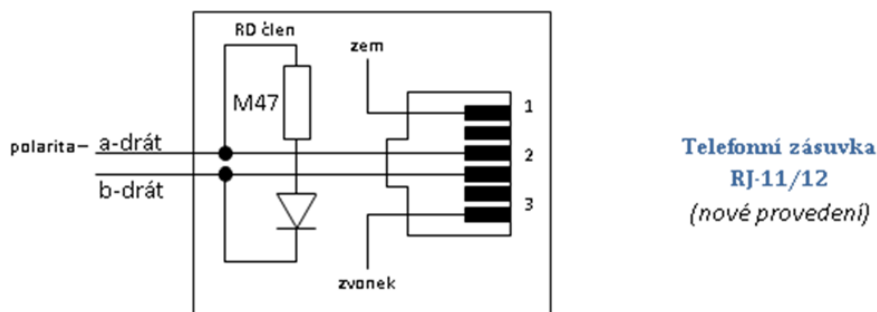 RD člen
zem
M47
1
polarita–
a-drát
2
b-drát
3
zvonek
Telefonní zásuvka
RJ-11/12
(nové provedení)